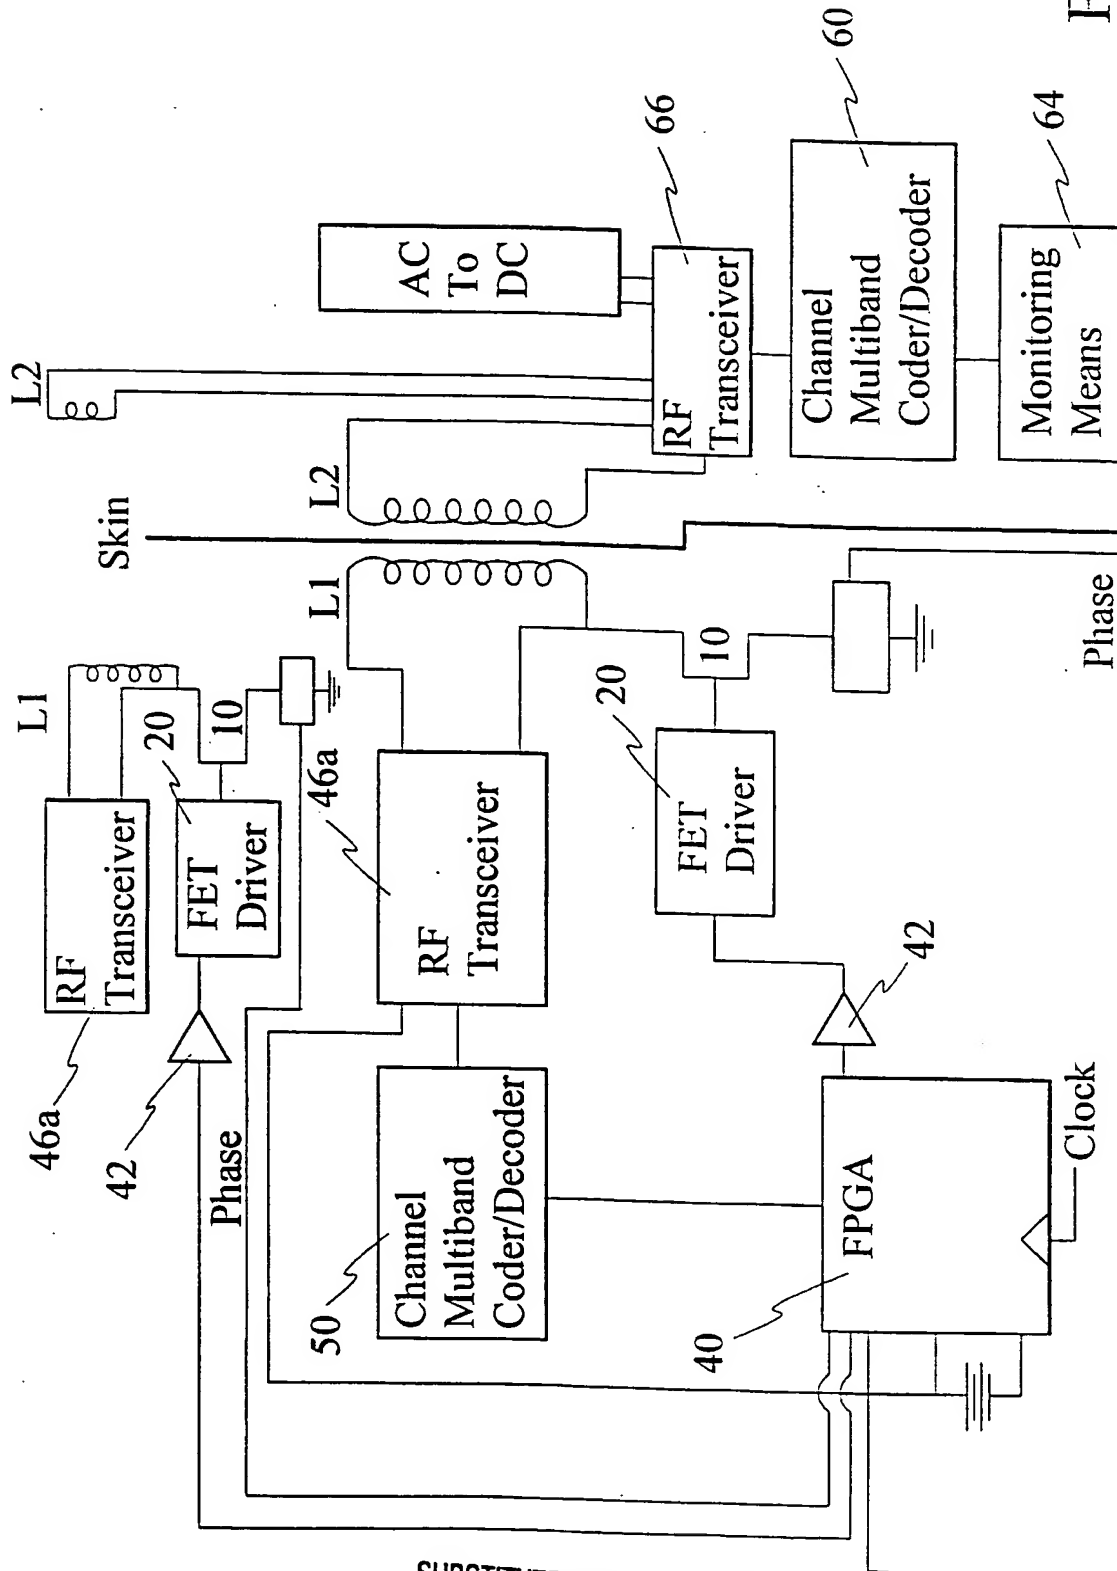 L1
RF
Transceiver
46a
20
FET
Driver
10
42
Phase
Skin
L2
L1
L2
AC
To
DC
46a
RF
Transceiver
66
RF
Transceiver
50
Channel
Multiband
Coder/Decoder
60
Channel
Multiband
Coder/Decoder
64
Monitoring
Means
20
FET
Driver
10
42
40
FPGA
Clock
Phase